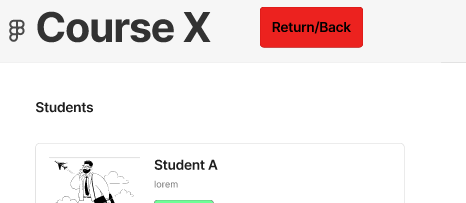 Course X
Return/Back
Students
Student A
lorem